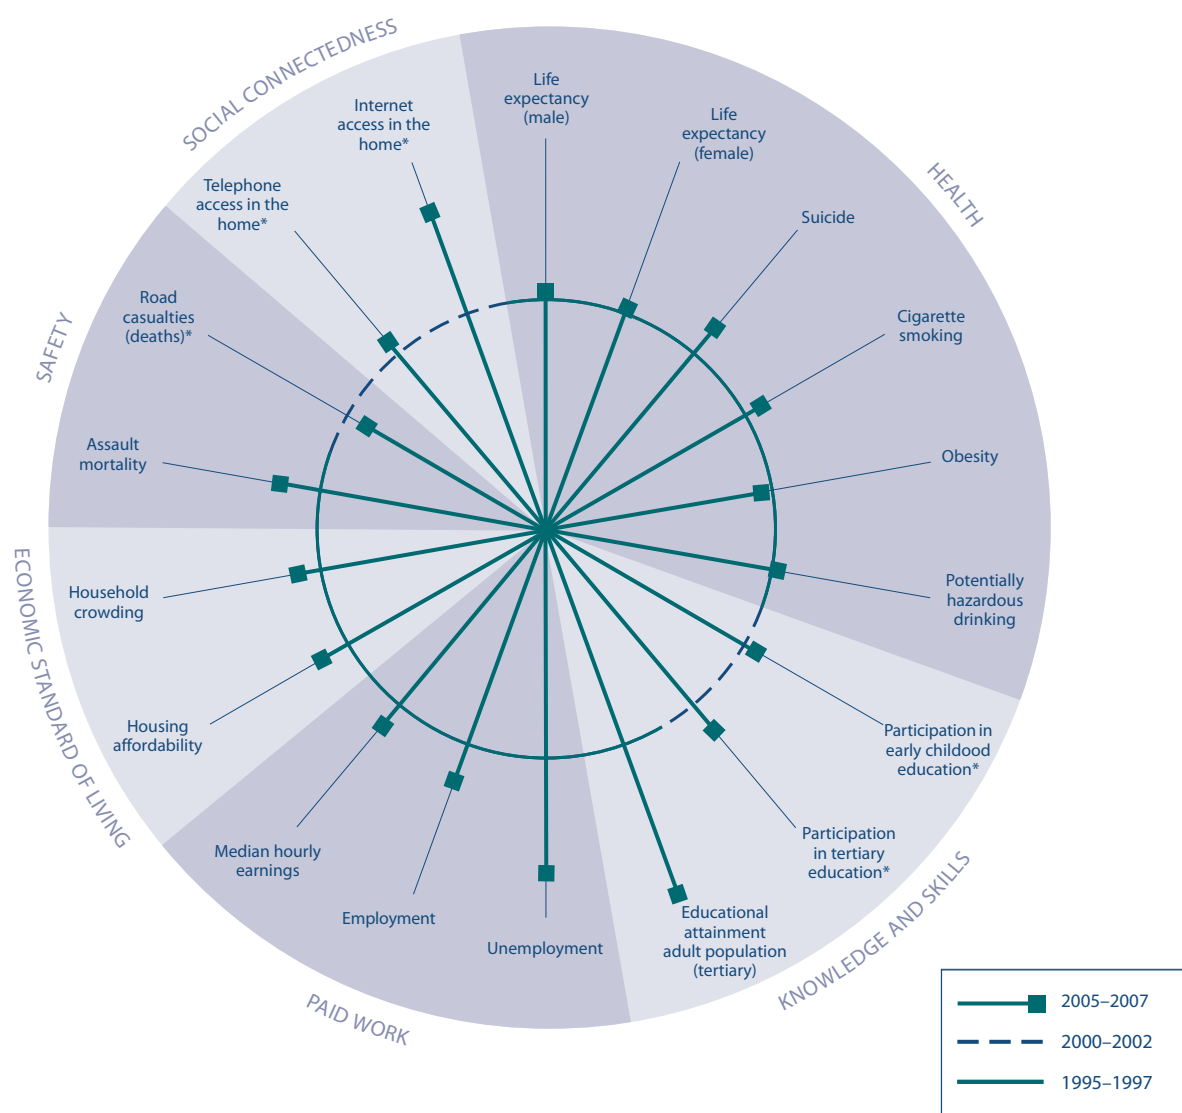 SOCIAL CONNECTEDNESS
HEALTH
KNOWLEDGE AND SKILLS
PAID WORK
ECONOMIC STANDARD OF LIVING
SAFETY
Life
expectancy
(male)
Life
expectancy
(female)
Suicide
Cigarette
smoking
Obesity
Potentially
hazardous
drinking
Participation in
early childood
education*
Participation
in tertiary
education*
Educational
attainment
adult population
(tertiary)
Unemployment
Employment
Median hourly
earnings
Housing
affordability
Household
crowding
Assault
mortality
Road
casualties
(deaths)*
Telephone
access in the
home*
Internet
access in the
home*
2005–2007
2000–2002
1995–1997